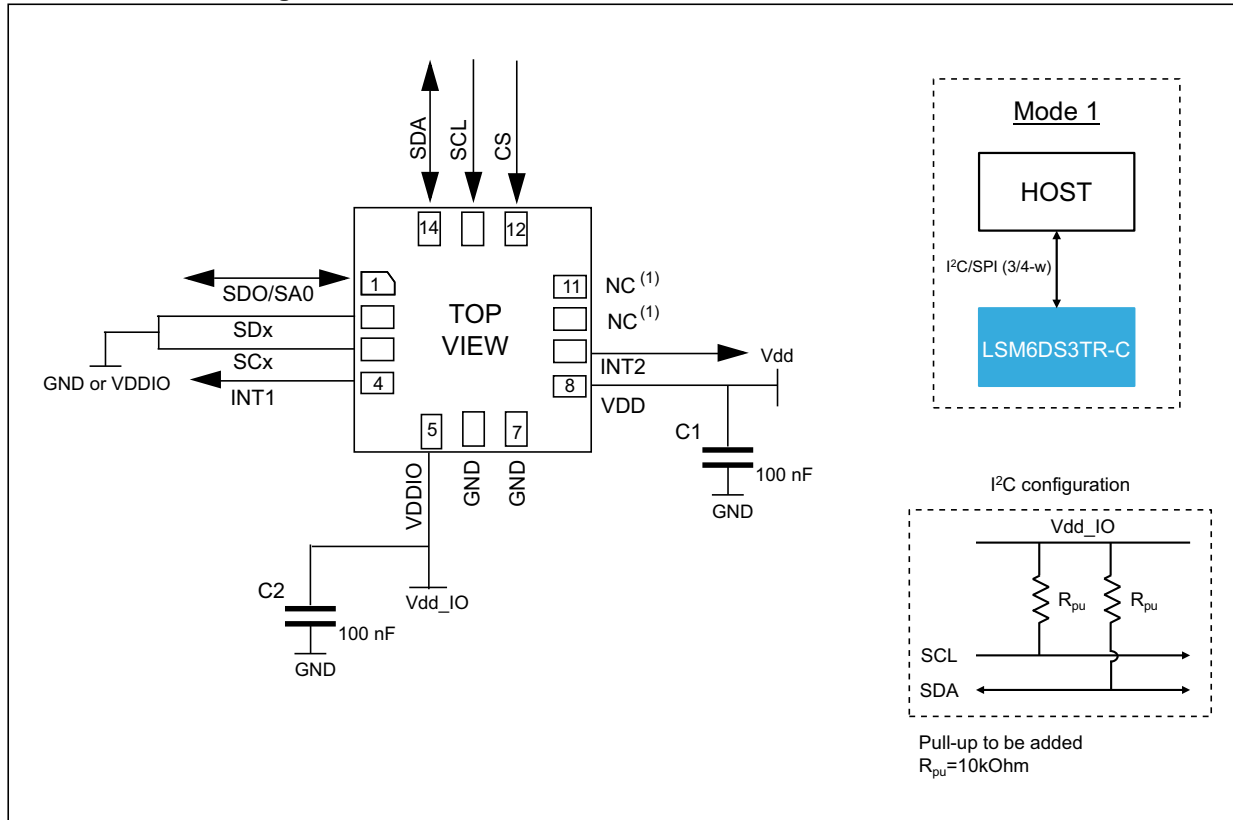 SDA
SCL
CS
14
12
1
11
NC (1)
NC (1)
SDO/SA0
SDx
SCx
GND or VDDIO
INT1
4
TOP
VIEW
INT2
Vdd
8
VDD
5
7
VDDIO
GND
GND
C1
100 nF
GND
C2
100 nF
GND
Vdd_IO
Mode 1
HOST
I²C/SPI (3/4-w)
LSM6DS3TR-C
I²C configuration
Vdd_IO
Rpu
Rpu
SCL
SDA
Pull-up to be added
Rpu=10kOhm